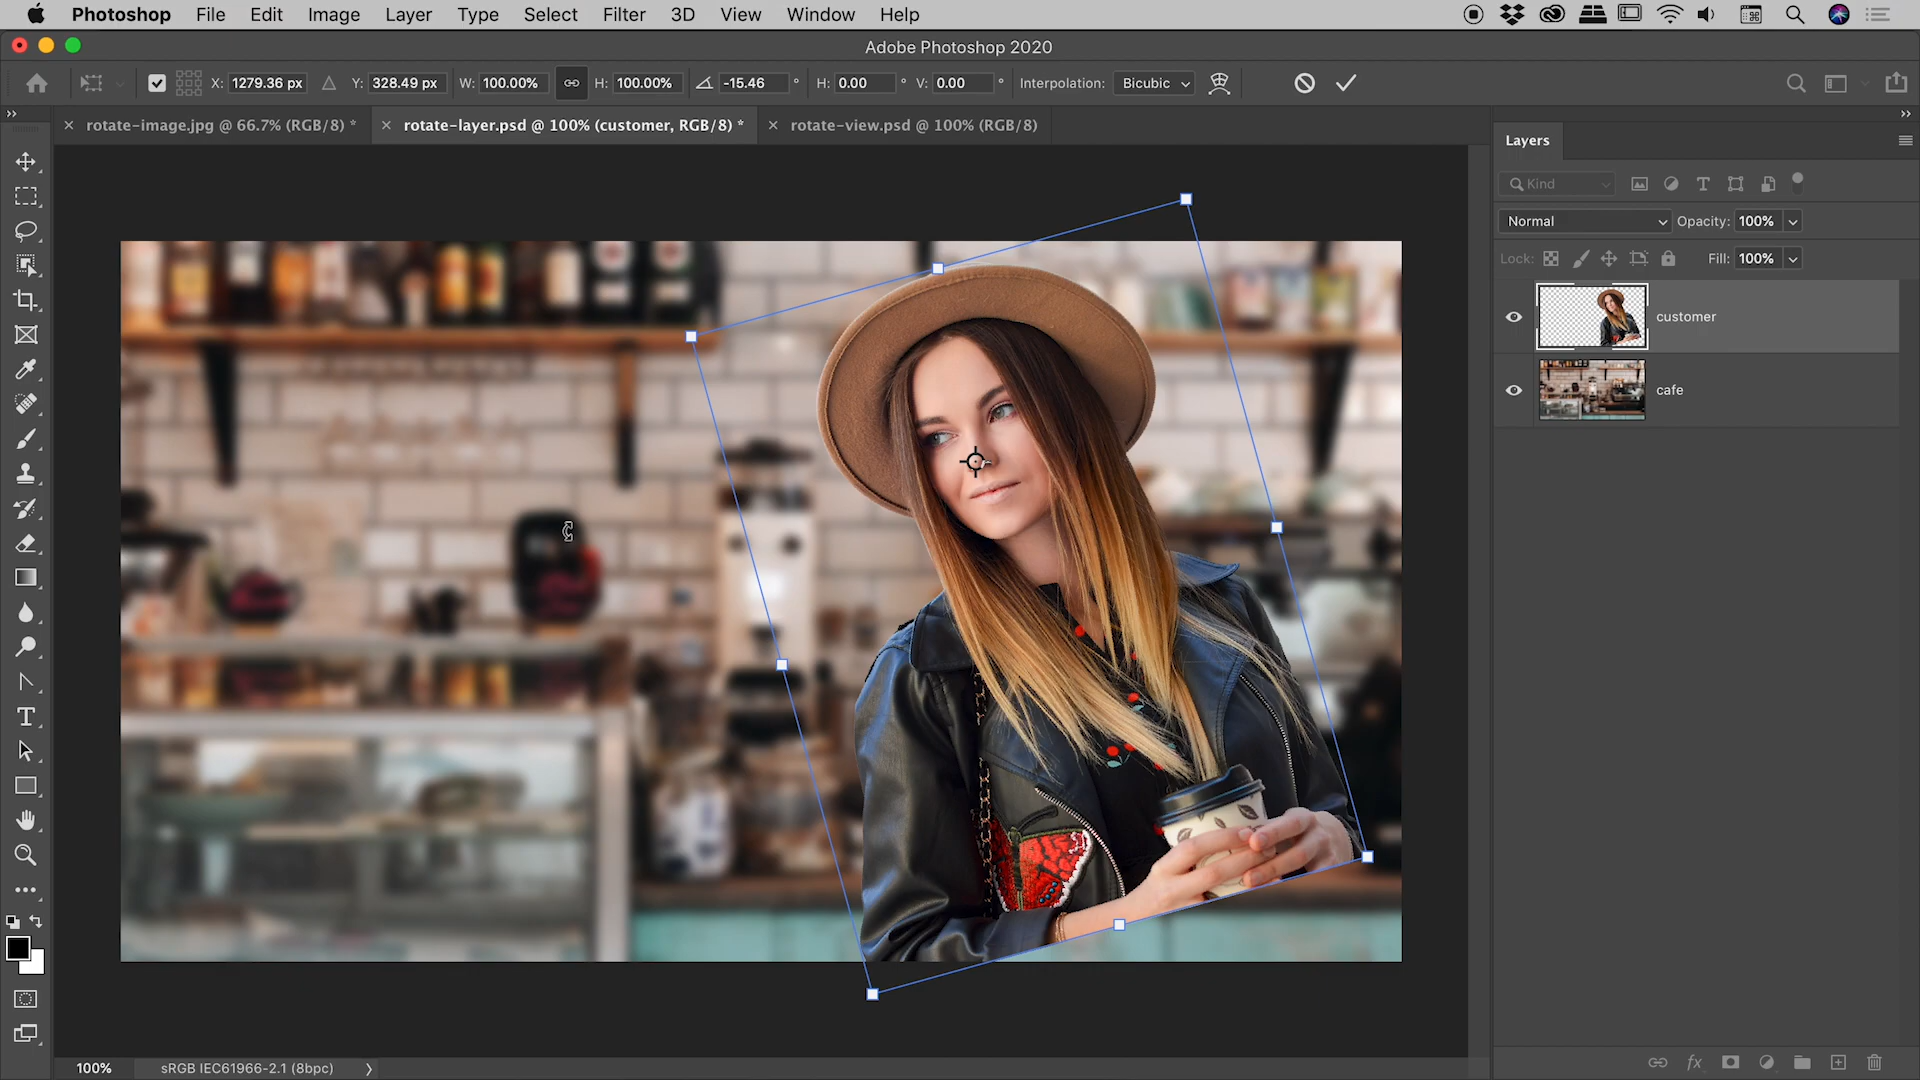 Photoshop File Edit Image Layer Type Select Filter 3D View Window Help
Adobe Photoshop 2020
X: 1279.36 px Y: 328.49 px W: 100.00% H: 100.00% -15.46 ° H: 0.00 ° V: 0.00 ° Interpolation: Bicubic
rotate-image.jpg @ 66.7% (RGB/8) * rotate-layer.psd @ 100% (customer, RGB/8) * rotate-view.psd @ 100% (RGB/8)
Layers
Kind
Normal Opacity: 100%
Lock: Fill: 100%
customer
cafe
100% sRGB IEC61966-2.1 (8bpc)